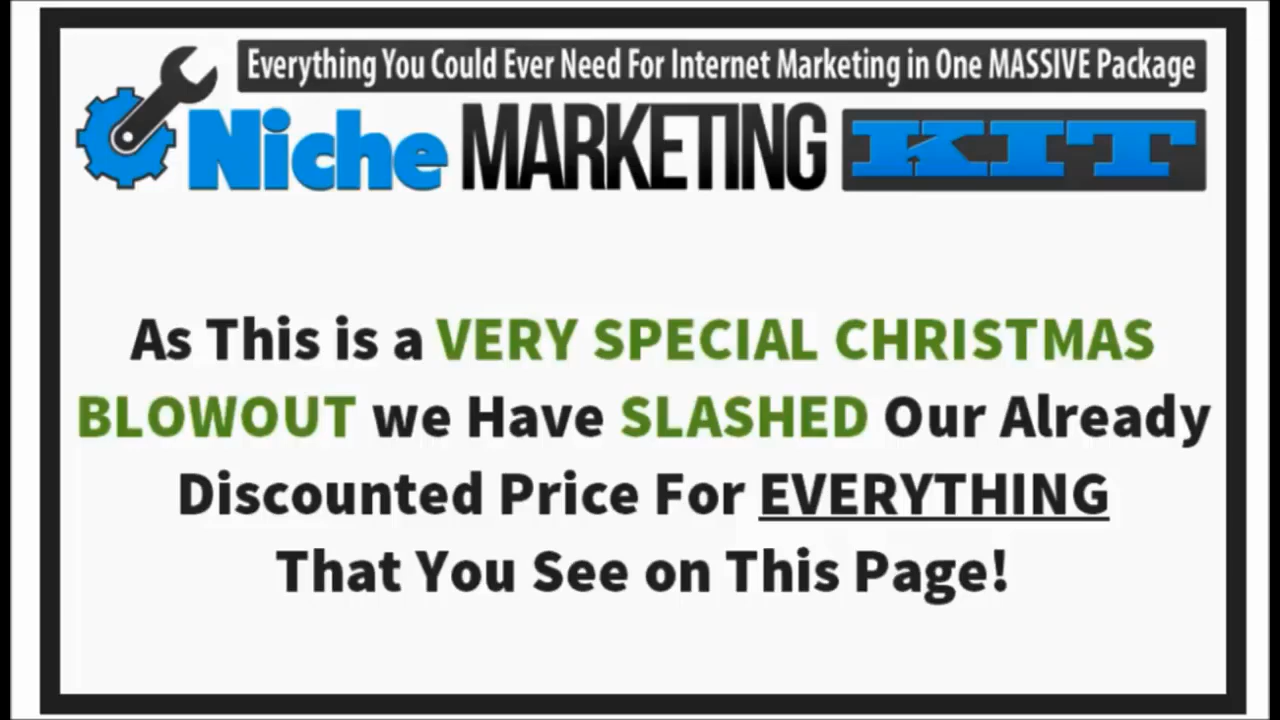 Everything You Could Ever Need For Internet Marketing in One MASSIVE Package
Niche MARKETING KIT
As This is a VERY SPECIAL CHRISTMAS
BLOWOUT we Have SLASHED Our Already
Discounted Price For EVERYTHING
That You See on This Page!